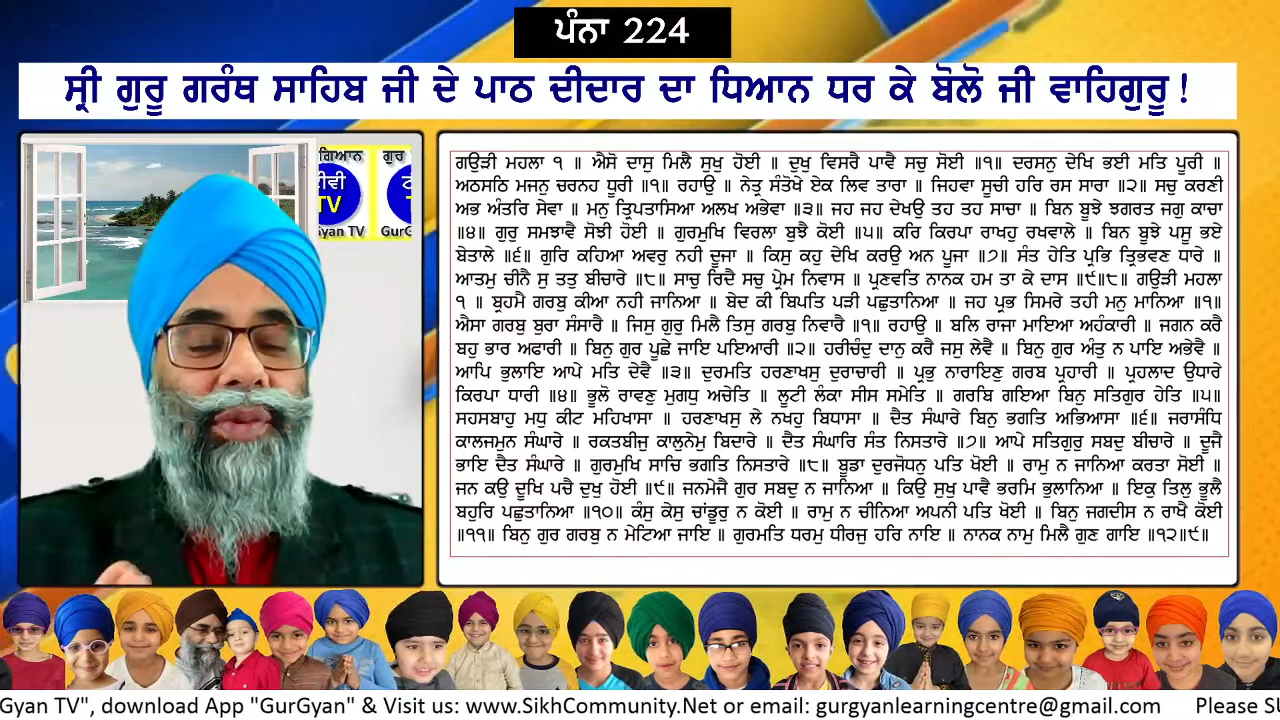 ਪੰਨਾ 224
ਸ੍ਰੀ ਗੁਰੂ ਗਰੰਥ ਸਾਹਿਬ ਜੀ ਦੇ ਪਾਠ ਦੀਦਾਰ ਦਾ ਧਿਆਨ ਧਰ ਕੇ ਬੋਲੋ ਜੀ ਵਾਹਿਗੁਰੂ!
ਗਿਆਨ ਗੁਰ
ਟੀਵੀ
TV
Gyan TV GurG
ਗਉੜੀ ਮਹਲਾ ੧ ॥ ਐਸੋ ਦਾਸੁ ਮਿਲੈ ਸੁਖੁ ਹੋਈ ॥ ਦੁਖੁ ਵਿਸਰੈ ਪਾਵੈ ਸਚੁ ਸੋਈ ॥੧॥ ਦਰਸਨੁ ਦੇਖਿ ਭਈ ਮਤਿ ਪੂਰੀ ॥
ਅਠਸਠਿ ਮਜਨੁ ਚਰਨਹ ਧੂਰੀ ॥੧॥ ਰਹਾਉ ॥ ਨੇਤ੍ਰ ਸੰਤੋਖੇ ਏਕ ਲਿਵ ਤਾਰਾ ॥ ਜਿਹਵਾ ਸੂਚੀ ਹਰਿ ਰਸ ਸਾਰਾ ॥੨॥ ਸਚੁ ਕਰਣੀ
ਅਭ ਅੰਤਰਿ ਸੇਵਾ ॥ ਮਨੁ ਤ੍ਰਿਪਤਾਸਿਆ ਅਲਖ ਅਭੇਵਾ ॥੩॥ ਜਹ ਜਹ ਦੇਖਉ ਤਹ ਤਹ ਸਾਚਾ ॥ ਬਿਨੁ ਬੂਝੇ ਝਗਰਤ ਜਗੁ ਕਾਚਾ
॥੪॥ ਗੁਰੁ ਸਮਝਾਵੈ ਸੋਝੀ ਹੋਈ ॥ ਗੁਰਮੁਖਿ ਵਿਰਲਾ ਬੂਝੈ ਕੋਈ ॥੫॥ ਕਰਿ ਕਿਰਪਾ ਰਾਖਹੁ ਰਖਵਾਲੇ ॥ ਬਿਨੁ ਬੂਝੇ ਪਸੂ ਭਏ
ਬੇਤਾਲੇ ॥੬॥ ਗੁਰਿ ਕਹਿਆ ਅਵਰੁ ਨਹੀ ਦੂਜਾ ॥ ਕਿਸੁ ਕਹੁ ਦੇਖਿ ਕਰਉ ਅਨ ਪੂਜਾ ॥੭॥ ਸੰਤ ਹੇਤਿ ਪ੍ਰਭਿ ਤ੍ਰਿਭਵਣ ਧਾਰੇ ॥
ਆਤਮੁ ਚੀਨੈ ਸੁ ਤਤੁ ਬੀਚਾਰੇ ॥੮॥ ਸਾਚੁ ਰਿਦੈ ਸਚੁ ਪ੍ਰੇਮ ਨਿਵਾਸ ॥ ਪ੍ਰਣਵਤਿ ਨਾਨਕ ਹਮ ਤਾ ਕੇ ਦਾਸ ॥੯॥੮॥ ਗਉੜੀ ਮਹਲਾ
੧ ॥ ਬ੍ਰਹਮੈ ਗਰਬੁ ਕੀਆ ਨਹੀ ਜਾਨਿਆ ॥ ਬੇਦ ਕੀ ਬਿਪਤਿ ਪੜੀ ਪਛੁਤਾਨਿਆ ॥ ਜਹ ਪ੍ਰਭ ਸਿਮਰੇ ਤਹੀ ਮਨੁ ਮਾਨਿਆ ॥੧॥
ਐਸਾ ਗਰਬੁ ਬੁਰਾ ਸੰਸਾਰੈ ॥ ਜਿਸੁ ਗੁਰੁ ਮਿਲੈ ਤਿਸੁ ਗਰਬੁ ਨਿਵਾਰੈ ॥੧॥ ਰਹਾਉ ॥ ਬਲਿ ਰਾਜਾ ਮਾਇਆ ਅਹੰਕਾਰੀ ॥ ਜਗਨ ਕਰੈ
ਬਹੁ ਭਾਰ ਅਫਾਰੀ ॥ ਬਿਨੁ ਗੁਰ ਪੂਛੇ ਜਾਇ ਪਇਆਰੀ ॥੨॥ ਹਰੀਚੰਦੁ ਦਾਨੁ ਕਰੈ ਜਸੁ ਲੇਵੈ ॥ ਬਿਨੁ ਗੁਰ ਅੰਤੁ ਨ ਪਾਇ ਅਭੇਵੈ ॥
ਆਪਿ ਭੁਲਾਇ ਆਪੇ ਮਤਿ ਦੇਵੈ ॥੩॥ ਦੁਰਮਤਿ ਹਰਣਾਖਸੁ ਦੁਰਾਚਾਰੀ ॥ ਪ੍ਰਭੁ ਨਾਰਾਇਣੁ ਗਰਬ ਪ੍ਰਹਾਰੀ ॥ ਪ੍ਰਹਲਾਦ ਉਧਾਰੇ
ਕਿਰਪਾ ਧਾਰੀ ॥੪॥ ਭੂਲੋ ਰਾਵਣੁ ਮੁਗਧੁ ਅਚੇਤਿ ॥ ਲੂਟੀ ਲੰਕਾ ਸੀਸ ਸਮੇਤਿ ॥ ਗਰਬਿ ਗਇਆ ਬਿਨੁ ਸਤਿਗੁਰ ਹੇਤਿ ॥੫॥
ਸਹਸਬਾਹੁ ਮਧੁ ਕੀਟ ਮਹਿਖਾਸਾ ॥ ਹਰਣਾਖਸੁ ਲੇ ਨਖਹੁ ਬਿਧਾਸਾ ॥ ਦੈਤ ਸੰਘਾਰੇ ਬਿਨੁ ਭਗਤਿ ਅਭਿਆਸਾ ॥੬॥ ਜਰਾਸੰਧਿ
ਕਾਲਜਮੁਨ ਸੰਘਾਰੇ ॥ ਰਕਤਬੀਜੁ ਕਾਲੁਨੇਮੁ ਬਿਦਾਰੇ ॥ ਦੈਤ ਸੰਘਾਰਿ ਸੰਤ ਨਿਸਤਾਰੇ ॥੭॥ ਆਪੇ ਸਤਿਗੁਰੁ ਸਬਦੁ ਬੀਚਾਰੇ ॥ ਦੂਜੈ
ਭਾਇ ਦੈਤ ਸੰਘਾਰੇ ॥ ਗੁਰਮੁਖਿ ਸਾਚਿ ਭਗਤਿ ਨਿਸਤਾਰੇ ॥੮॥ ਬੂਡਾ ਦੁਰਜੋਧਨੁ ਪਤਿ ਖੋਈ ॥ ਰਾਮੁ ਨ ਜਾਨਿਆ ਕਰਤਾ ਸੋਈ ॥
ਜਨ ਕਉ ਦੂਖਿ ਪਚੈ ਦੁਖੁ ਹੋਈ ॥੯॥ ਜਨਮੇਜੈ ਗੁਰ ਸਬਦੁ ਨ ਜਾਨਿਆ ॥ ਕਿਉ ਸੁਖੁ ਪਾਵੈ ਭਰਮਿ ਭੁਲਾਨਿਆ ॥ ਇਕੁ ਤਿਲੁ ਭੂਲੈ
ਬਹੁਰਿ ਪਛੁਤਾਨਿਆ ॥੧੦॥ ਕੰਸੁ ਕੇਸੁ ਚਾਂਡੂਰੁ ਨ ਕੋਈ ॥ ਰਾਮੁ ਨ ਚੀਨਿਆ ਅਪਨੀ ਪਤਿ ਖੋਈ ॥ ਬਿਨੁ ਜਗਦੀਸ ਨ ਰਾਖੈ ਕੋਈ
॥੧੧॥ ਬਿਨੁ ਗੁਰ ਗਰਬੁ ਨ ਮੇਟਿਆ ਜਾਇ ॥ ਗੁਰਮਤਿ ਧਰਮੁ ਧੀਰਜੁ ਹਰਿ ਨਾਇ ॥ ਨਾਨਕ ਨਾਮੁ ਮਿਲੈ ਗੁਣ ਗਾਇ ॥੧੨॥੯॥
Gyan TV", download App "GurGyan" & Visit us: www.SikhCommunity.Net or email: gurgyanlearningcentre@gmail.com Please Su